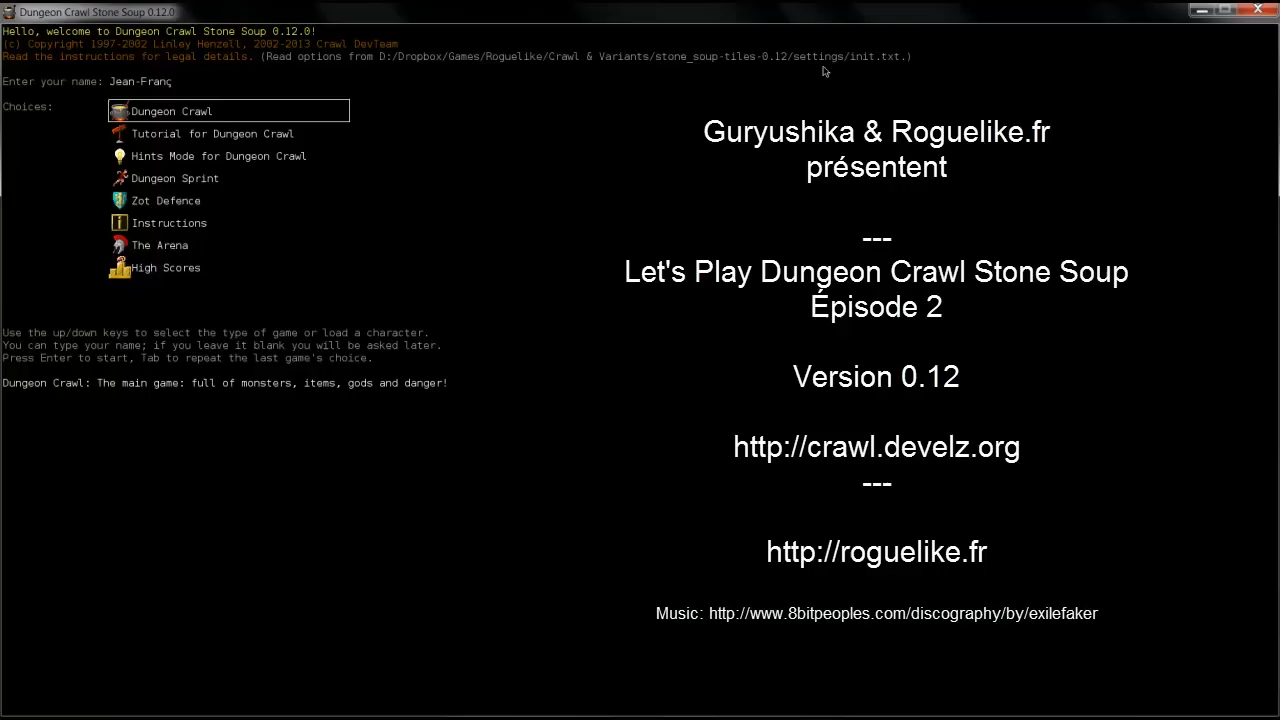 Dungeon Crawl Stone Soup 0.12.0
Hello, welcome to Dungeon Crawl Stone Soup 0.12.0!
(c) Copyright 1997-2002 Linley Henzell, 2002-2013 Crawl DevTeam
Read the instructions for legal details. (Read options from D:/Dropbox/Games/Roguelike/Crawl & Variants/stone_soup-tiles-0.12/settings/init.txt.)
Enter your name: Jean-Franç
Choices:
Dungeon Crawl
Tutorial for Dungeon Crawl
Hints Mode for Dungeon Crawl
Dungeon Sprint
Zot Defence
Instructions
The Arena
High Scores
Use the up/down keys to select the type of game or load a character.
You can type your name; if you leave it blank you will be asked later.
Press Enter to start, Tab to repeat the last game's choice.
Dungeon Crawl: The main game: full of monsters, items, gods and danger!
Guryushika & Roguelike.fr
présentent
---
Let's Play Dungeon Crawl Stone Soup
Épisode 2
Version 0.12
http://crawl.develz.org
---
http://roguelike.fr
Music: http://www.8bitpeoples.com/discography/by/exilefaker